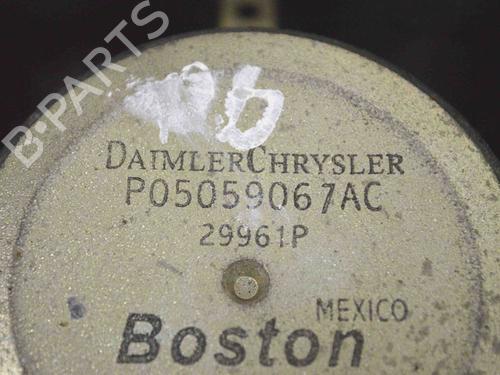 B-PARTS
DAIMLERCHRYSLER
P05059067AC
29961P
MEXICO
Boston